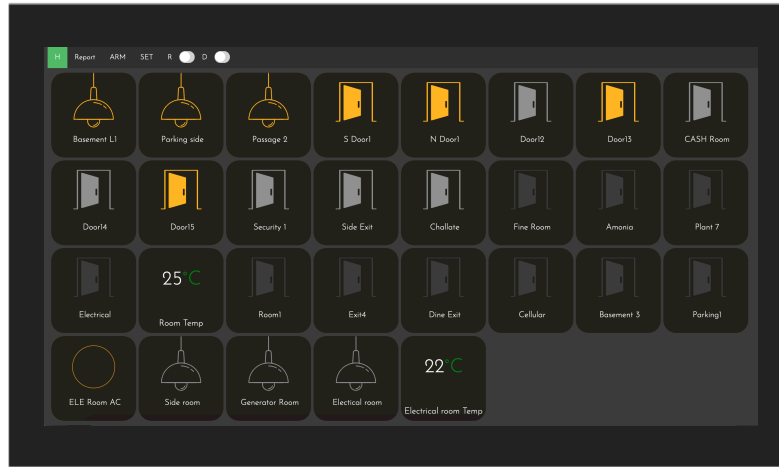 H Report ARM SET R D
Basement L1 Parking side Passage 2 S Door1 N Door1 Door12 Door13 CASH Room
Door14 Door15 Security 1 Side Exit Challate Fine Room Amonia Plant 7
25°C
Electrical Room Temp Room1 Exit4 Dine Exit Cellular Basement 3 Parking1
22°C
ELE Room AC Side room Generator Room Electical room Electrical room Temp